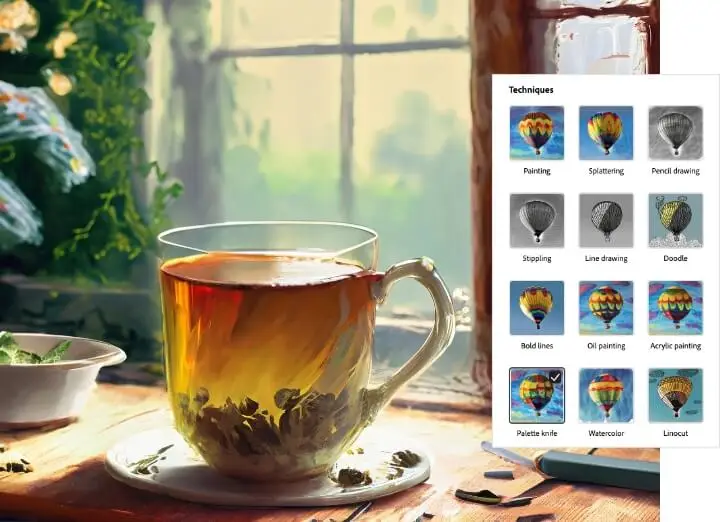 Techniques
Painting
Splattering
Pencil drawing
Stippling
Line drawing
Doodle
Bold lines
Oil painting
Acrylic painting
Palette knife
Watercolor
Linocut